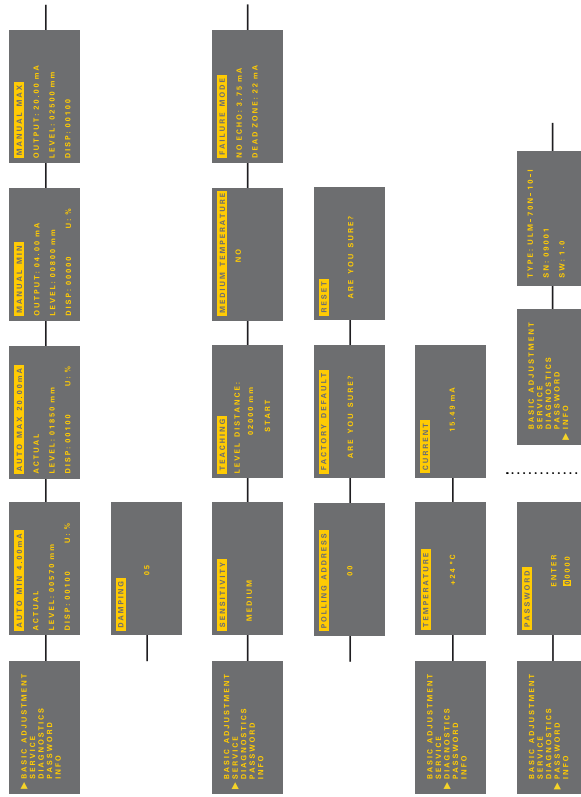 BASIC ADJUSTMENT
SERVICE
DIAGNOSTICS
PASSWORD
INFO
AUTO MIN 4.00mA
ACTUAL
LEVEL:00570 mm
DISP:00100 U:%
AUTO MAX 20.00mA
ACTUAL
LEVEL:01850 mm
DISP:00100 U:%
MANUAL MIN
OUTPUT:04.00 mA
LEVEL:00800 mm
DISP:00000 U:%
MANUAL MAX
OUTPUT:20.00 mA
LEVEL:02500 mm
DISP:00100
DAMPING
05
BASIC ADJUSTMENT
SERVICE
DIAGNOSTICS
PASSWORD
INFO
SENSITIVITY
MEDIUM
TEACHING
LEVEL DISTANCE:
02000 mm
START
MEDIUM TEMPERATURE
NO
FAILURE MODE
NO ECHO:3.75 mA
DEAD ZONE:22 mA
POLLING ADDRESS
00
FACTORY DEFAULT
ARE YOU SURE?
RESET
ARE YOU SURE?
BASIC ADJUSTMENT
SERVICE
DIAGNOSTICS
PASSWORD
INFO
TEMPERATURE
+24°C
CURRENT
15.49 mA
BASIC ADJUSTMENT
SERVICE
DIAGNOSTICS
PASSWORD
INFO
PASSWORD
ENTER
00000
BASIC ADJUSTMENT
SERVICE
DIAGNOSTICS
PASSWORD
INFO
TYPE: ULM-70N-10-I
SN: 09001
SW: 1.0